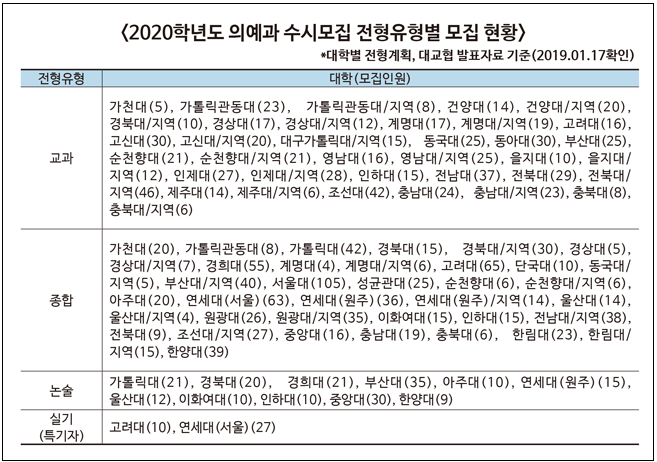 <2020학년도 의예과 수시모집 전형유형별 모집 현황>
*대학별 전형계획, 대교협 발표자료 기준(2019.01.17확인)
전형유형 대학(모집인원)
교과
가천대(5), 가톨릭관동대(23), 가톨릭관동대/지역(8), 건양대(14), 건양대/지역(20),
경북대/지역(10), 경상대(17), 경상대/지역(12), 계명대(17), 계명대/지역(19), 고려대(16),
고신대(30), 고신대/지역(20), 대구가톨릭대/지역(15), 동국대(25), 동아대(30), 부산대(25),
순천향대(21), 순천향대/지역(21), 영남대(16), 영남대/지역(25), 을지대(10), 을지대/
지역(12), 인제대(27), 인제대/지역(28), 인하대(15), 전남대(37), 전북대(29), 전북대/
지역(46), 제주대(14), 제주대/지역(6), 조선대(42), 충남대(24), 충남대/지역(23), 충북대(8),
충북대/지역(6)
종합
가천대(20), 가톨릭관동대(8), 가톨릭대(42), 경북대(15), 경북대/지역(30), 경상대(5),
경상대/지역(7), 경희대(55), 계명대(4), 계명대/지역(6), 고려대(65), 단국대(10), 동국대/
지역(5), 부산대/지역(40), 서울대(105), 성균관대(25), 순천향대(6), 순천향대/지역(6),
아주대(20), 연세대(서울)(63), 연세대(원주)(36), 연세대(원주)/지역(14), 울산대(14),
울산대/지역(4), 원광대(26), 원광대/지역(35), 이화여대(15), 인하대(15), 전남대/지역(38),
전북대(9), 조선대/지역(27), 중앙대(16), 충남대(19), 충북대(6), 한림대(23), 한림대/
지역(15), 한양대(39)
논술
가톨릭대(21), 경북대(20), 경희대(21), 부산대(35), 아주대(10), 연세대(원주)(15),
울산대(12), 이화여대(10), 인하대(10), 중앙대(30), 한양대(9)
실기
(특기자)
고려대(10), 연세대(서울)(27)